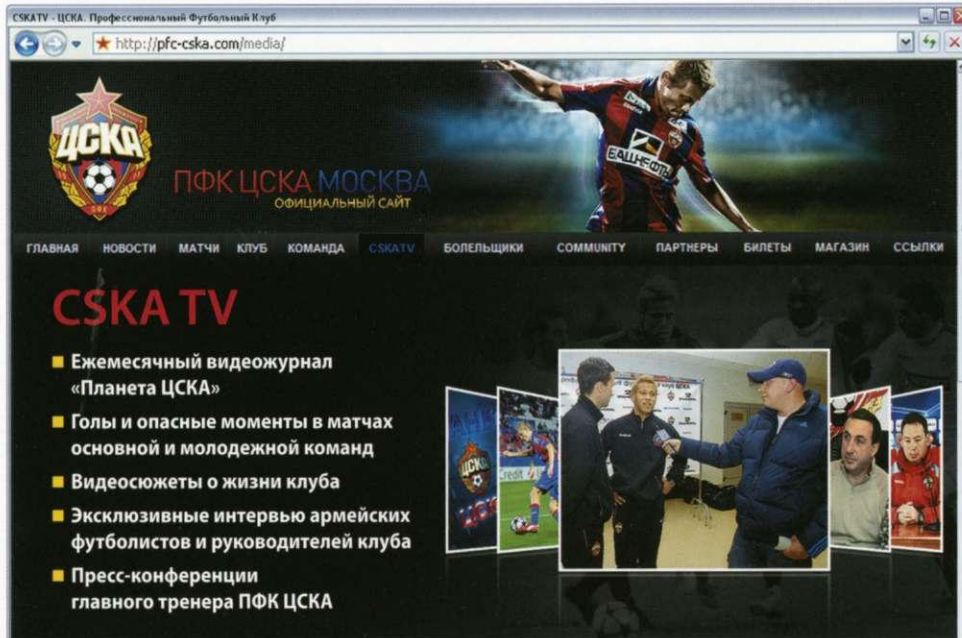 CSKATV - ЦСКА. Профессиональный Футбольный Клуб
http://pfc-cska.com/media/
ЦСКА
ПФК ЦСКА МОСКВА
ОФИЦИАЛЬНЫЙ САЙТ
БАШНЕФТЬ
ГЛАВНАЯ НОВОСТИ МАТЧИ КЛУБ КОМАНДА CSKATV БОЛЕЛЬЩИКИ COMMUNITY ПАРТНЕРЫ БИЛЕТЫ МАГАЗИН ССЫЛКИ
CSKA TV
Ежемесячный видеожурнал
«Планета ЦСКА»
Голы и опасные моменты в матчах
основной и молодежной команд
Видеосюжеты о жизни клуба
Эксклюзивные интервью армейских
футболистов и руководителей клуба
Пресс-конференции
главного тренера ПФК ЦСКА